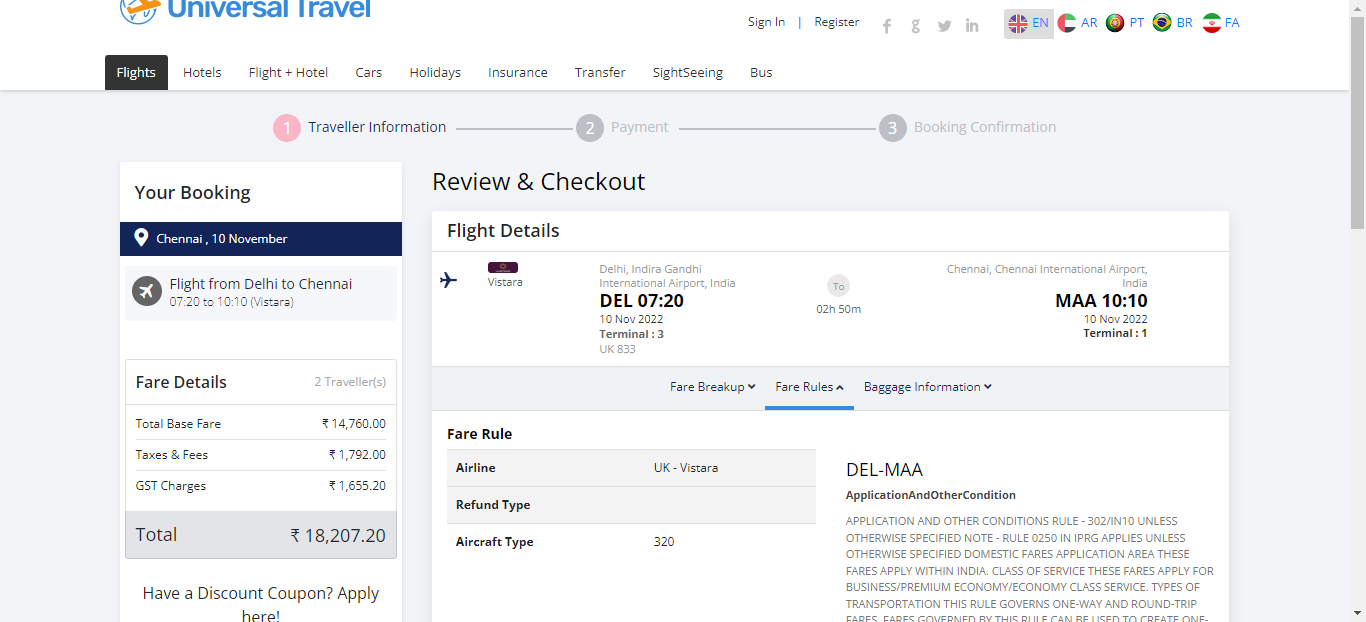 Universal Travel
Sign In | Register
EN AR PT BR FA
Flights Hotels Flight + Hotel Cars Holidays Insurance Transfer SightSeeing Bus
1 Traveller Information 2 Payment 3 Booking Confirmation
Your Booking
Chennai , 10 November
Flight from Delhi to Chennai
07:20 to 10:10 (Vistara)
Fare Details 2 Traveller(s)
Total Base Fare ₹ 14,760.00
Taxes & Fees ₹ 1,792.00
GST Charges ₹ 1,655.20
Total ₹ 18,207.20
Have a Discount Coupon? Apply
here!
Review & Checkout
Flight Details
Vistara
Delhi, Indira Gandhi
International Airport, India
DEL 07:20
10 Nov 2022
Terminal : 3
UK 833
To
02h 50m
Chennai, Chennai International Airport,
India
MAA 10:10
10 Nov 2022
Terminal : 1
Fare Breakup Fare Rules Baggage Information
Fare Rule
Airline UK - Vistara
Refund Type
Aircraft Type 320
DEL-MAA
ApplicationAndOtherCondition
APPLICATION AND OTHER CONDITIONS RULE - 302/IN10 UNLESS
OTHERWISE SPECIFIED NOTE - RULE 0250 IN IPRG APPLIES UNLESS
OTHERWISE SPECIFIED DOMESTIC FARES APPLICATION AREA THESE
FARES APPLY WITHIN INDIA. CLASS OF SERVICE THESE FARES APPLY FOR
BUSINESS/PREMIUM ECONOMY/ECONOMY CLASS SERVICE. TYPES OF
TRANSPORTATION THIS RULE GOVERNS ONE-WAY AND ROUND-TRIP
FARES. FARES GOVERNED BY THIS RULE CAN BE USED TO CREATE ONE-